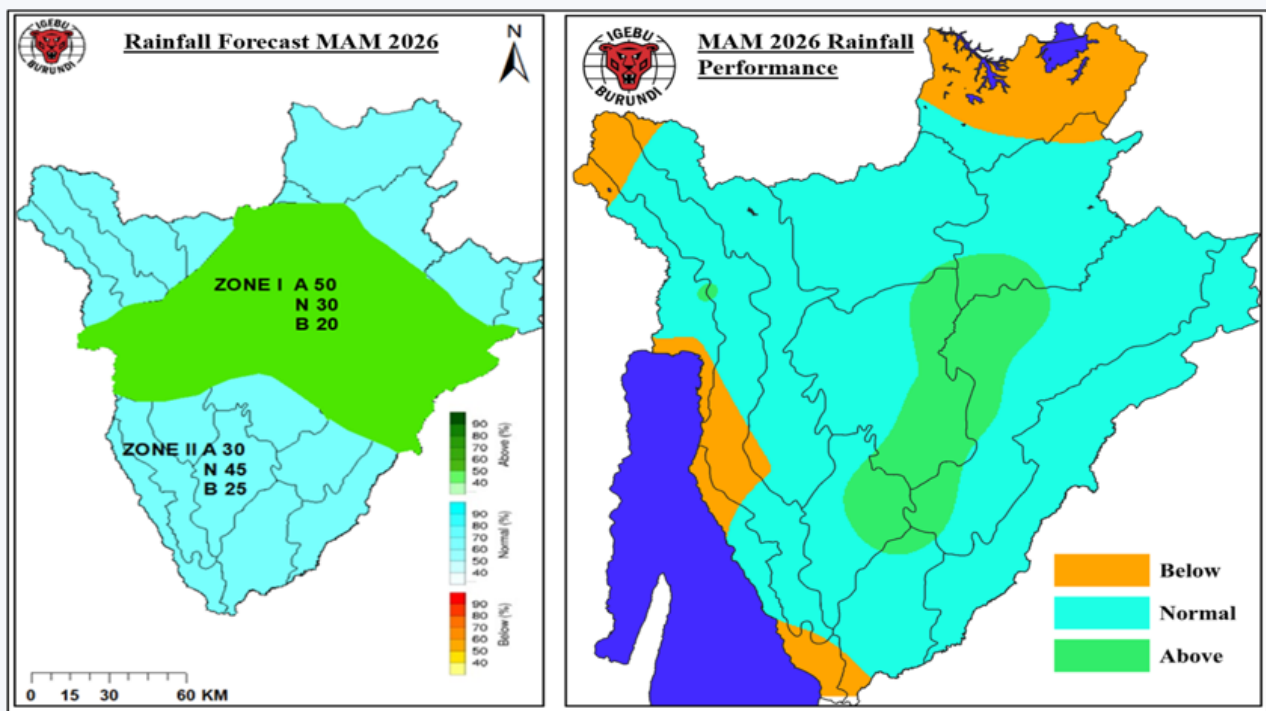 IGEBU
BURUNDI
Rainfall Forecast MAM 2026
N
ZONE I A 50
N 30
B 20
ZONE II A 30
N 45
B 25
90
80
70
60
50
40
Above (%)
90
80
70
60
50
40
Normal (%)
90
80
70
60
50
40
Below (%)
0 15 30 60 KM
IGEBU
BURUNDI
MAM 2026 Rainfall
Performance
Below
Normal
Above